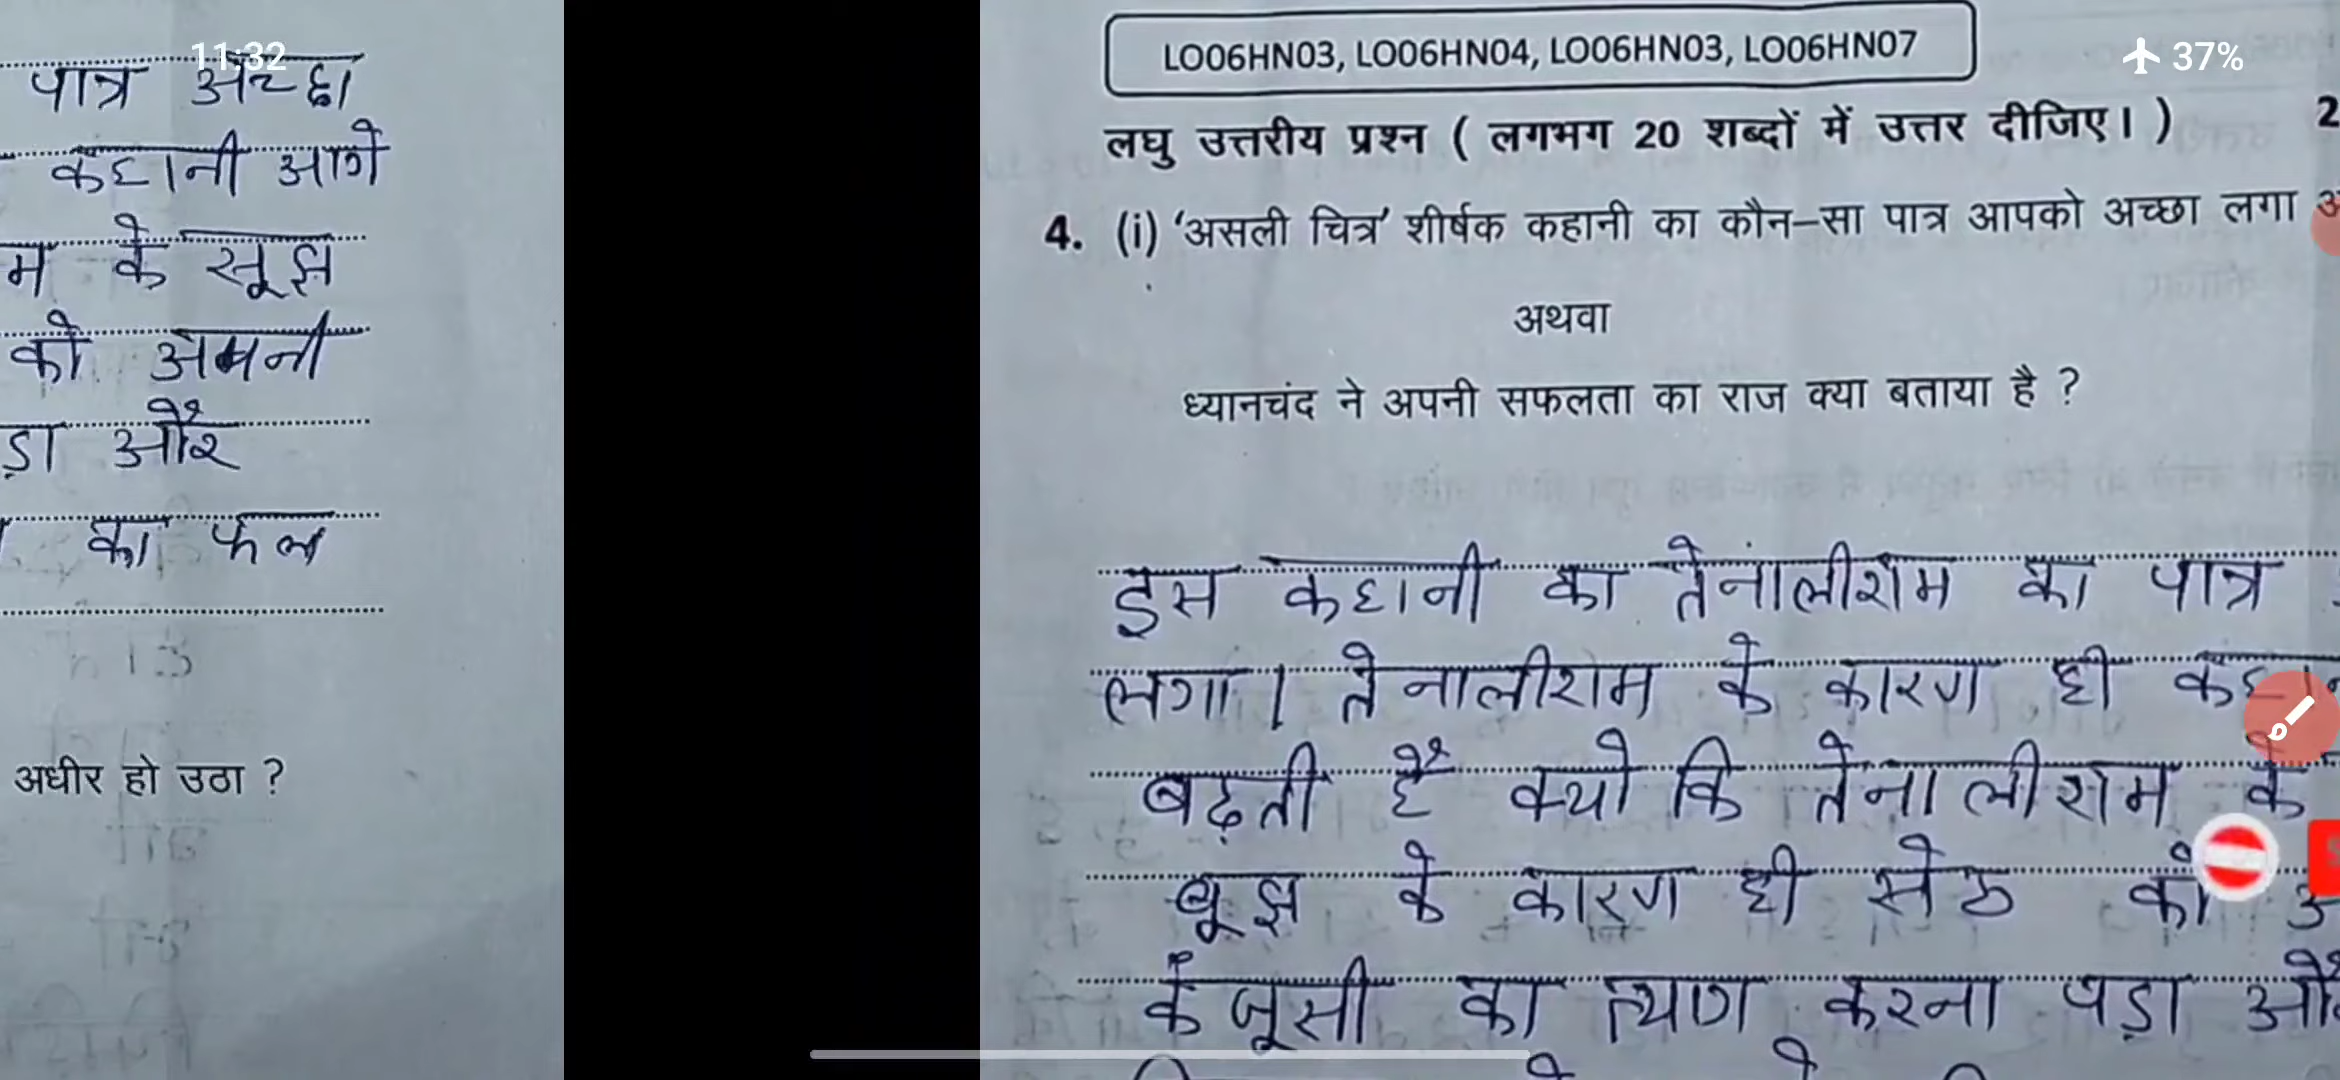 11:32
पात्र अच्छा
कहानी आगे
म के सूझ
को अपनी
ड़ा और
का फल
अधीर हो उठा ?
LO06HN03, LO06HN04, LO06HN03, LO06HN07
37%
लघु उत्तरीय प्रश्न ( लगभग 20 शब्दों में उत्तर दीजिए। ) 2
4. (i) 'असली चित्र' शीर्षक कहानी का कौन–सा पात्र आपको अच्छा लगा
अथवा
ध्यानचंद ने अपनी सफलता का राज क्या बताया है ?
इस कहानी का तेनालीराम का पात्र
लगा। तेनालीराम के कारण ही
बढ़ती है क्यो कि तेनालीराम के
बूझ के कारण ही सेठ को
कंजूसी का त्याग करना पड़ा